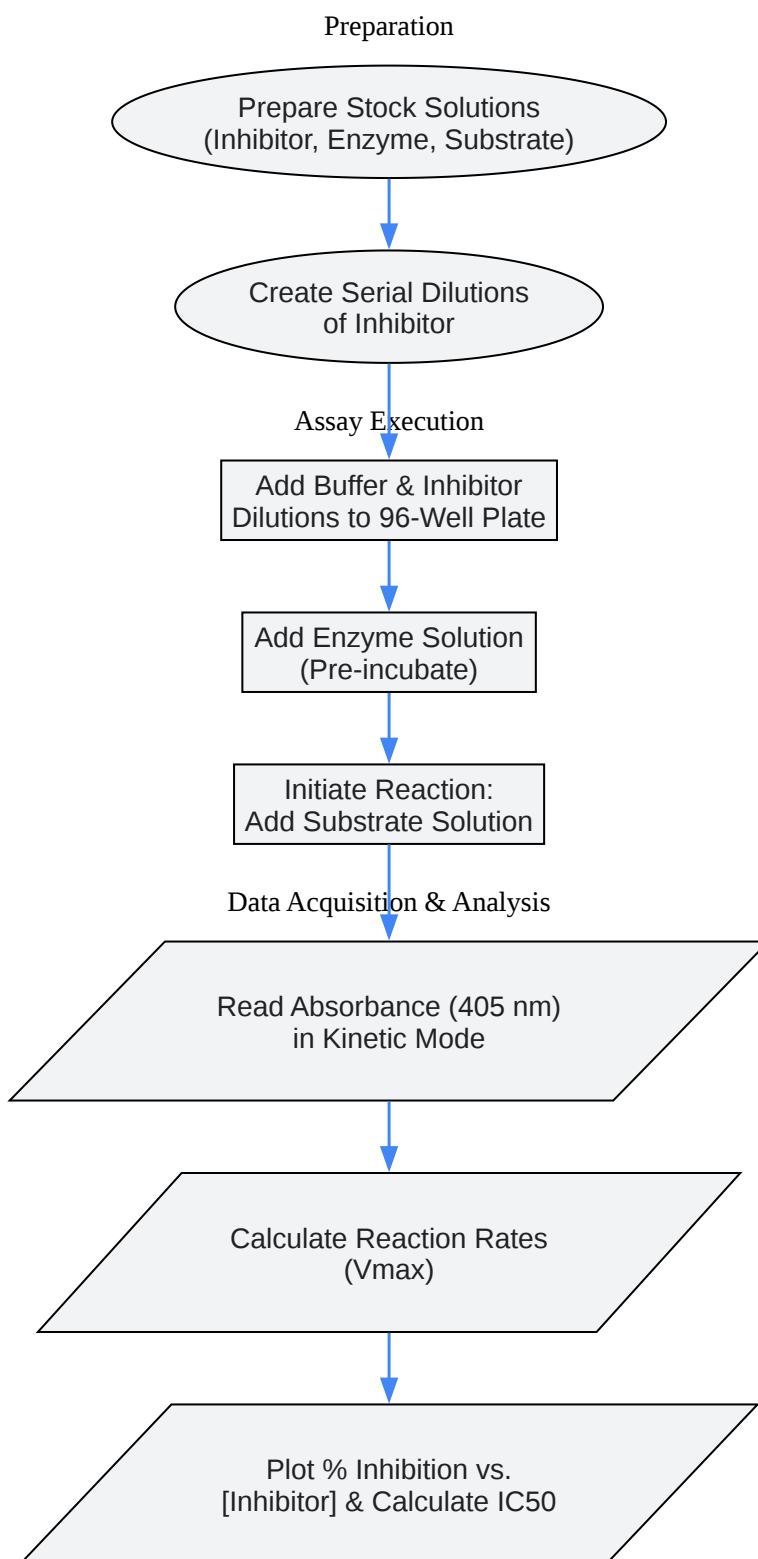 Preparation
Prepare Stock Solutions
(Inhibitor, Enzyme, Substrate)
Create Serial Dilutions
of Inhibitor
Assay Execution
Add Buffer & Inhibitor
Dilutions to 96-Well Plate
Add Enzyme Solution
(Pre-incubate)
Initiate Reaction:
Add Substrate Solution
Data Acquisition & Analysis
Read Absorbance (405 nm)
in Kinetic Mode
Calculate Reaction Rates
(Vmax)
Plot % Inhibition vs.
[Inhibitor] & Calculate IC50